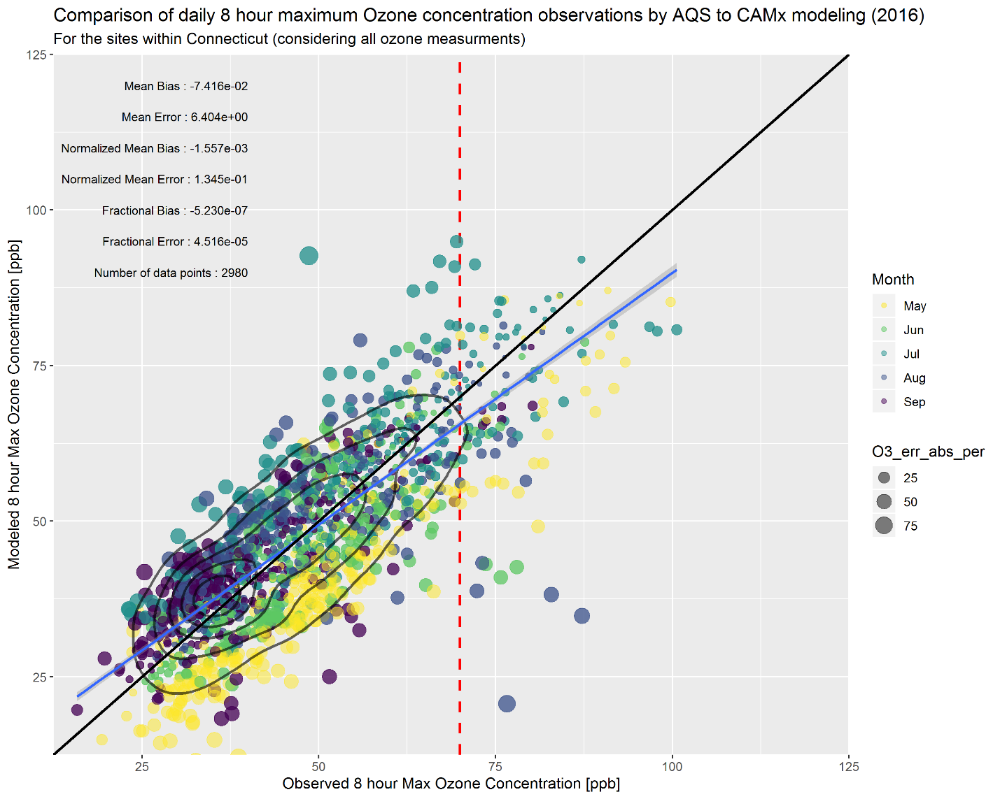 Comparison of daily 8 hour maximum Ozone concentration observations by AQS to CAMx modeling (2016)
For the sites within Connecticut (considering all ozone measurments)
Mean Bias : -7.416e-02
Mean Error : 6.404e+00
Normalized Mean Bias : -1.557e-03
Normalized Mean Error : 1.345e-01
Fractional Bias : -5.230e-07
Fractional Error : 4.516e-05
Number of data points : 2980
Modeled 8 hour Max Ozone Concentration [ppb]
125
100
75
50
25
25
50
75
100
125
Observed 8 hour Max Ozone Concentration [ppb]
Month
May
Jun
Jul
Aug
Sep
O3_err_abs_per
25
50
75